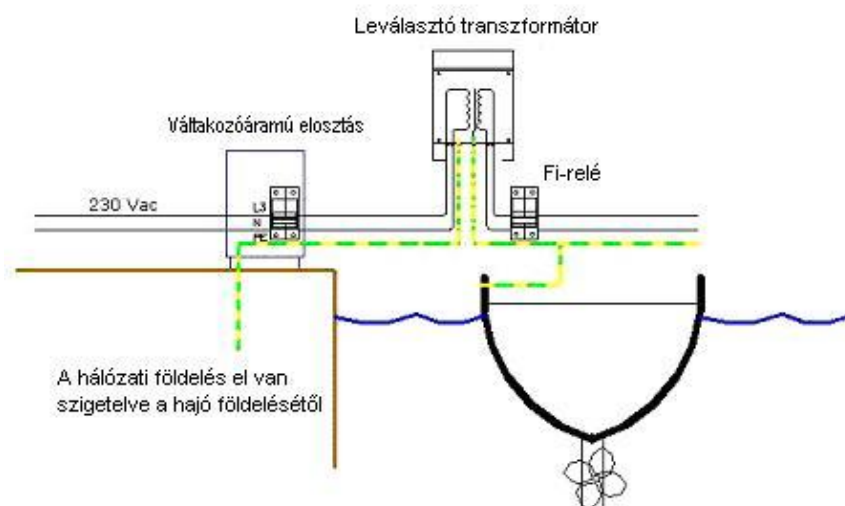 Leválasztó transzformátor
Váltakozóáramú elosztás
Fi-relé
230 Vac
L3
N
PE
A hálózati földelés el van
szigetelve a hajó földelésétől